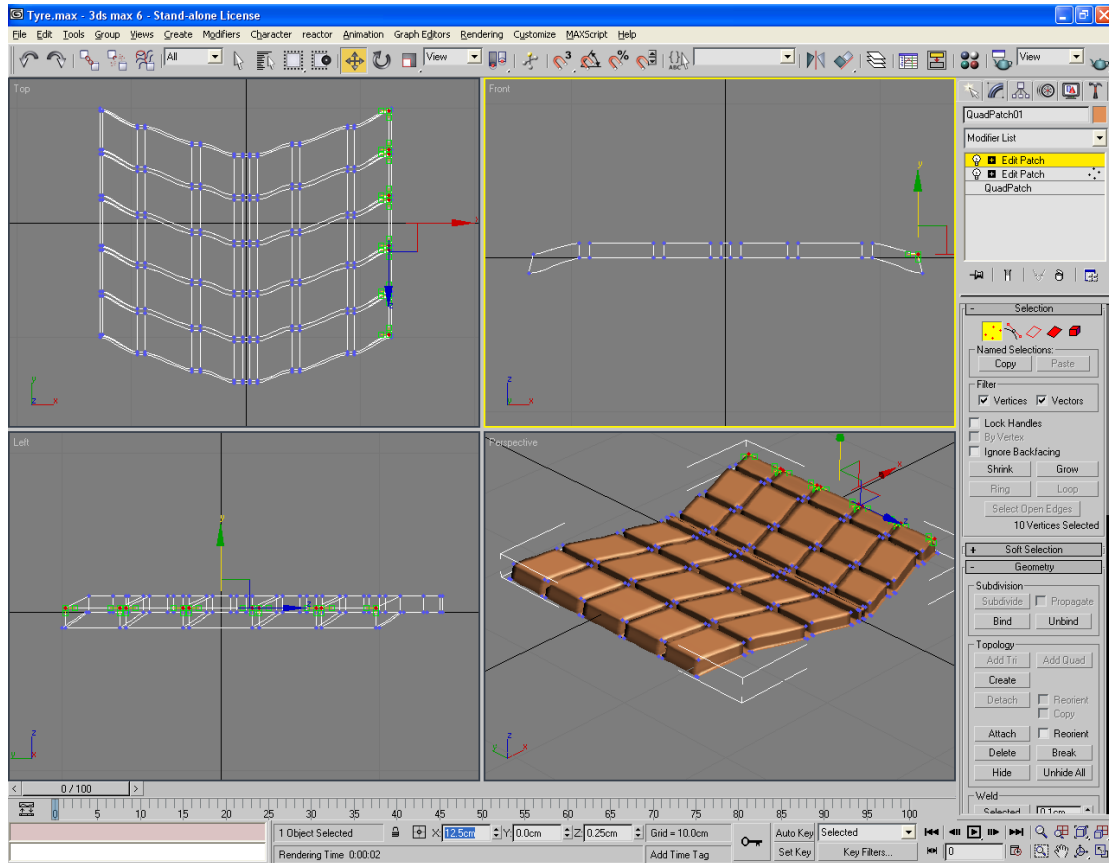 Tyre.max - 3ds max 6 - Stand-alone License
File Edit Tools Group Views Create Modifiers Character reactor Animation Graph Editors Rendering Customize MAXScript Help
All View View
Top
Front
QuadPatch01
Modifier List
Edit Patch
Edit Patch
QuadPatch
y
x
z
y
z x
z
y x
- Selection
Named Selections:
Copy Paste
Filter
Vertices Vectors
Lock Handles
By Vertex
Ignore Backfacing
Shrink Grow
Ring Loop
Select Open Edges
10 Vertices Selected
+ Soft Selection
- Geometry
Subdivision
Subdivide Propagate
Bind Unbind
Topology
Add Tri Add Quad
Create
Detach Reorient
Copy
Attach Reorient
Delete Break
Hide Unhide All
Weld
Selected 0.1cm
Left
Perspective
y
z
x
z
z
y x
z
y x
< 0 / 100 >
0 5 10 15 20 25 30 35 40 45 50 55 60 65 70 75 80 85 90 95 100
1 Object Selected X: 12.5cm Y: 0.0cm Z: 0.25cm Grid = 10.0cm Auto Key Selected
Rendering Time 0:00:02 Add Time Tag Set Key Key Filters... 0